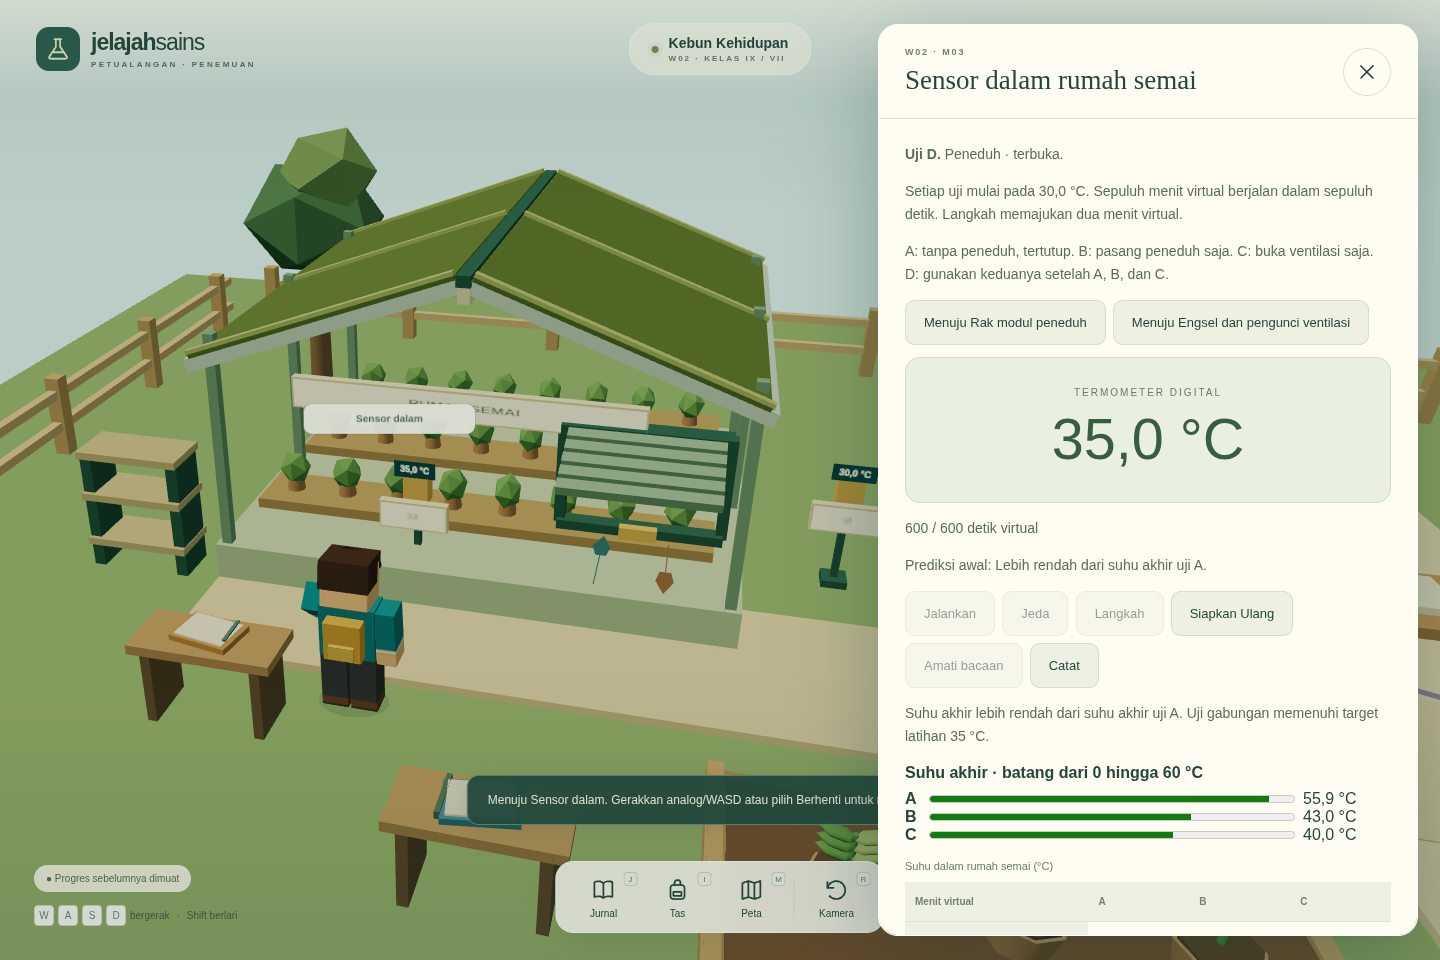 jelajahsains
PETUALANGAN · PENEMUAN
Kebun Kehidupan
W02 · KELAS IX / VII
W02 · M03
Sensor dalam rumah semai
Uji D. Peneduh · terbuka.
Setiap uji mulai pada 30,0 °C. Sepuluh menit virtual berjalan dalam sepuluh
detik. Langkah memajukan dua menit virtual.
A: tanpa peneduh, tertutup. B: pasang peneduh saja. C: buka ventilasi saja.
D: gunakan keduanya setelah A, B, dan C.
Menuju Rak modul peneduh
Menuju Engsel dan pengunci ventilasi
TERMOMETER DIGITAL
35,0 °C
600 / 600 detik virtual
Prediksi awal: Lebih rendah dari suhu akhir uji A.
Jalankan
Jeda
Langkah
Siapkan Ulang
Amati bacaan
Catat
Suhu akhir lebih rendah dari suhu akhir uji A. Uji gabungan memenuhi target
latihan 35 °C.
Suhu akhir · batang dari 0 hingga 60 °C
A 55,9 °C
B 43,0 °C
C 40,0 °C
Suhu dalam rumah semai (°C)
Menit virtual A B C
SEMAI
Sensor dalam
35,0 °C
30,0 °C
Menuju Sensor dalam. Gerakkan analog/WASD atau pilih Berhenti untuk
● Progres sebelumnya dimuat
W A S D bergerak · Shift berlari
J
Jurnal
I
Tas
M
Peta
R
Kamera